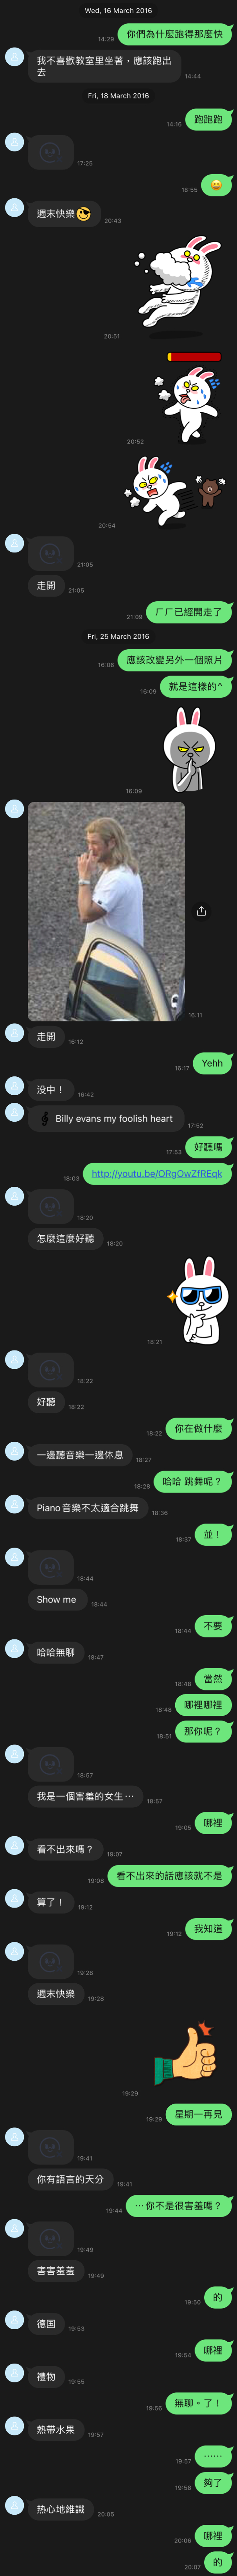 Wed, 16 March 2016
你們為什麼跑得那麼快
14:29
我不喜歡教室里坐著，應該跑出
去
14:44
Fri, 18 March 2016
跑跑跑
14:16
17:25
18:55
週末快樂
20:43
20:51
20:52
20:54
21:05
走開
21:05
ㄏㄏ已經開走了
21:09
Fri, 25 March 2016
應該改變另外一個照片
16:06
就是這樣的^
16:09
16:09
16:11
走開
16:12
Yehh
16:17
没中！
16:42
Billy evans my foolish heart
17:52
好聽嗎
17:53
http://youtu.be/ORgOwZfREqk
18:03
18:20
怎麼這麼好聽
18:20
18:21
18:22
好聽
18:22
你在做什麼
18:22
一邊聽音樂一邊休息
18:27
哈哈 跳舞呢？
18:28
Piano音樂不太適合跳舞
18:36
並！
18:37
18:44
Show me
18:44
不要
18:44
哈哈無聊
18:47
當然
18:48
哪裡哪裡
18:48
那你呢？
18:51
18:57
我是一個害羞的女生…
18:57
哪裡
19:05
看不出來嗎？
19:07
看不出來的話應該就不是
19:08
算了！
19:12
我知道
19:12
19:28
週末快樂
19:28
19:29
星期一再見
19:29
19:41
你有語言的天分
19:41
…你不是很害羞嗎？
19:44
19:49
害害羞羞
19:49
的
19:50
德国
19:53
哪裡
19:54
禮物
19:55
無聊。了！
19:56
熱帶水果
19:57
……
19:57
夠了
19:58
热心地維識
20:05
哪裡
20:06
的
20:07